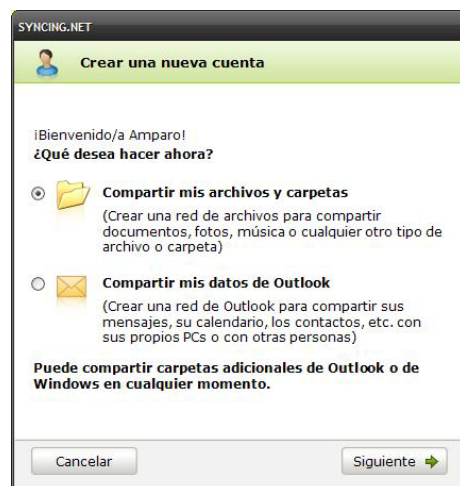 SYNCING.NET
Crear una nueva cuenta
¡Bienvenido/a Amparo!
¿Qué desea hacer ahora?
Compartir mis archivos y carpetas
(Crear una red de archivos para compartir
documentos, fotos, música o cualquier otro tipo de
archivo o carpeta)
Compartir mis datos de Outlook
(Crear una red de Outlook para compartir sus
mensajes, su calendario, los contactos, etc. con
sus propios PCs o con otras personas)
Puede compartir carpetas adicionales de Outlook o de
Windows en cualquier momento.
Cancelar
Siguiente